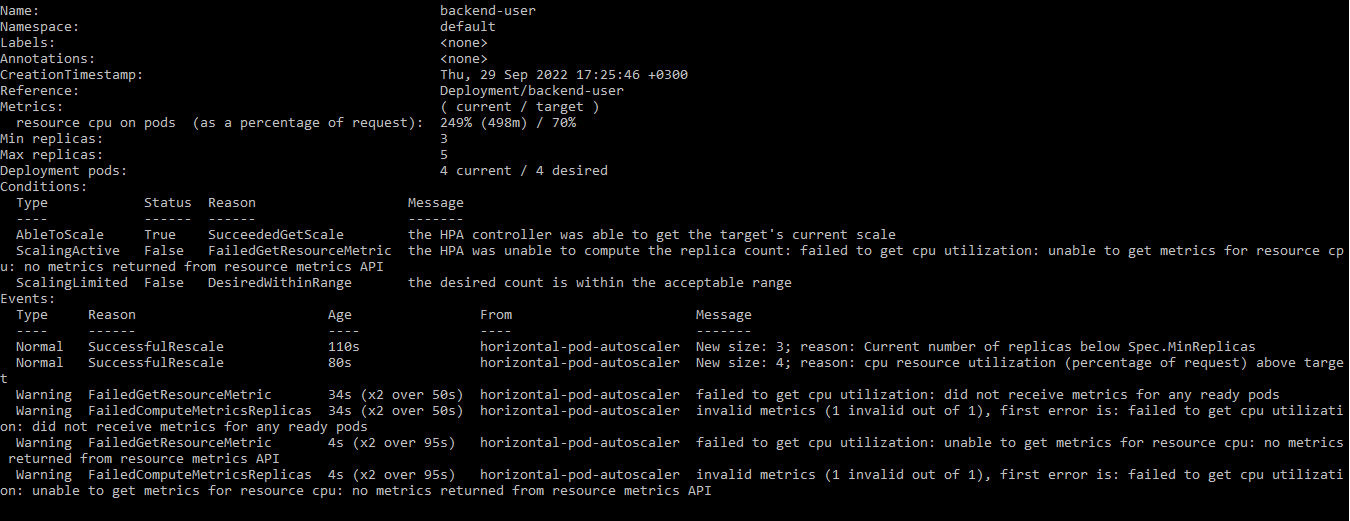 Name: backend-user
Namespace: default
Labels: <none>
Annotations: <none>
CreationTimestamp: Thu, 29 Sep 2022 17:25:46 +0300
Reference: Deployment/backend-user
Metrics: ( current / target )
  resource cpu on pods  (as a percentage of request):  249% (498m) / 70%
Min replicas: 3
Max replicas: 5
Deployment pods: 4 current / 4 desired
Conditions:
  Type            Status  Reason                   Message
  ----            ------  ------                   -------
  AbleToScale     True    SucceededGetScale        the HPA controller was able to get the target's current scale
  ScalingActive   False   FailedGetResourceMetric  the HPA was unable to compute the replica count: failed to get cpu utilization: unable to get metrics for resource cp
u: no metrics returned from resource metrics API
  ScalingLimited  False   DesiredWithinRange       the desired count is within the acceptable range
Events:
  Type     Reason                        Age                From                       Message
  ----     ------                        ----               ----                       -------
  Normal   SuccessfulRescale             110s               horizontal-pod-autoscaler  New size: 3; reason: Current number of replicas below Spec.MinReplicas
  Normal   SuccessfulRescale             80s                horizontal-pod-autoscaler  New size: 4; reason: cpu resource utilization (percentage of request) above targe
t
  Warning  FailedGetResourceMetric       34s (x2 over 50s)  horizontal-pod-autoscaler  failed to get cpu utilization: did not receive metrics for any ready pods
  Warning  FailedComputeMetricsReplicas  34s (x2 over 50s)  horizontal-pod-autoscaler  invalid metrics (1 invalid out of 1), first error is: failed to get cpu utilizati
on: did not receive metrics for any ready pods
  Warning  FailedGetResourceMetric       4s (x2 over 95s)   horizontal-pod-autoscaler  failed to get cpu utilization: unable to get metrics for resource cpu: no metrics
 returned from resource metrics API
  Warning  FailedComputeMetricsReplicas  4s (x2 over 95s)   horizontal-pod-autoscaler  invalid metrics (1 invalid out of 1), first error is: failed to get cpu utilizati
on: unable to get metrics for resource cpu: no metrics returned from resource metrics API